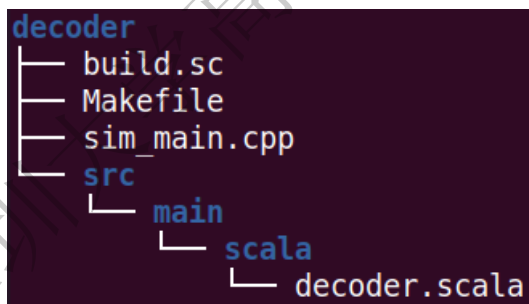 decoder
├── build.sc
├── Makefile
├── sim_main.cpp
└── src
    └── main
        └── scala
            └── decoder.scala